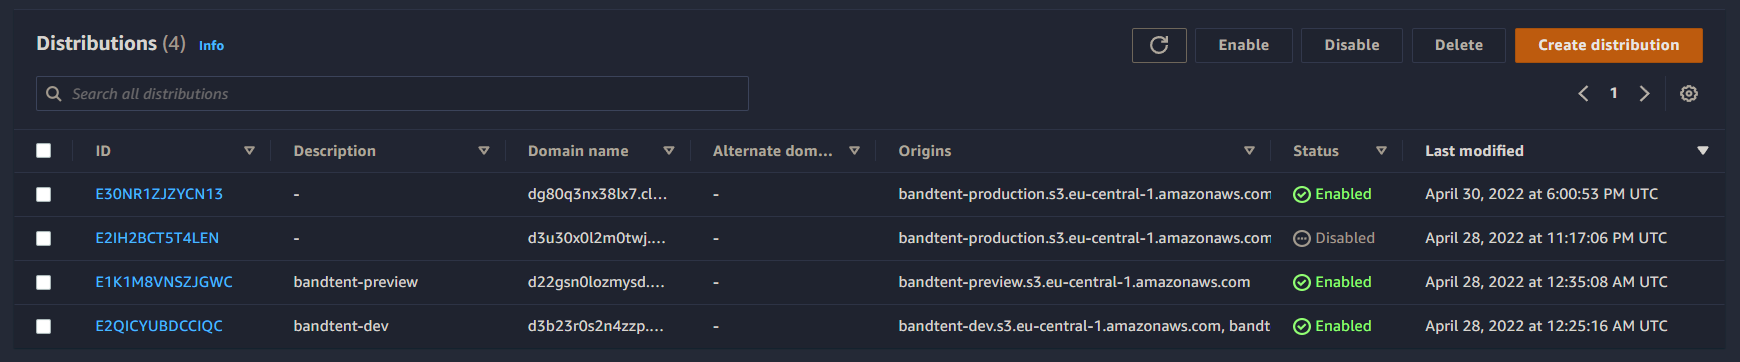 Distributions (4) Info
Enable Disable Delete Create distribution
Search all distributions
1
ID Description Domain name Alternate dom... Origins Status Last modified
E30NR1ZJZYCN13 - dg80q3nx38lx7.cl... - bandtent-production.s3.eu-central-1.amazonaws.com Enabled April 30, 2022 at 6:00:53 PM UTC
E2IH2BCT5T4LEN - d3u30x0l2m0twj.... - bandtent-production.s3.eu-central-1.amazonaws.com Disabled April 28, 2022 at 11:17:06 PM UTC
E1K1M8VNSZJGWC bandtent-preview d22gsn0lozmysd.... - bandtent-preview.s3.eu-central-1.amazonaws.com Enabled April 28, 2022 at 12:35:08 AM UTC
E2QICYUBDCCIQC bandtent-dev d3b23r0s2n4zzp.... - bandtent-dev.s3.eu-central-1.amazonaws.com, bandt Enabled April 28, 2022 at 12:25:16 AM UTC